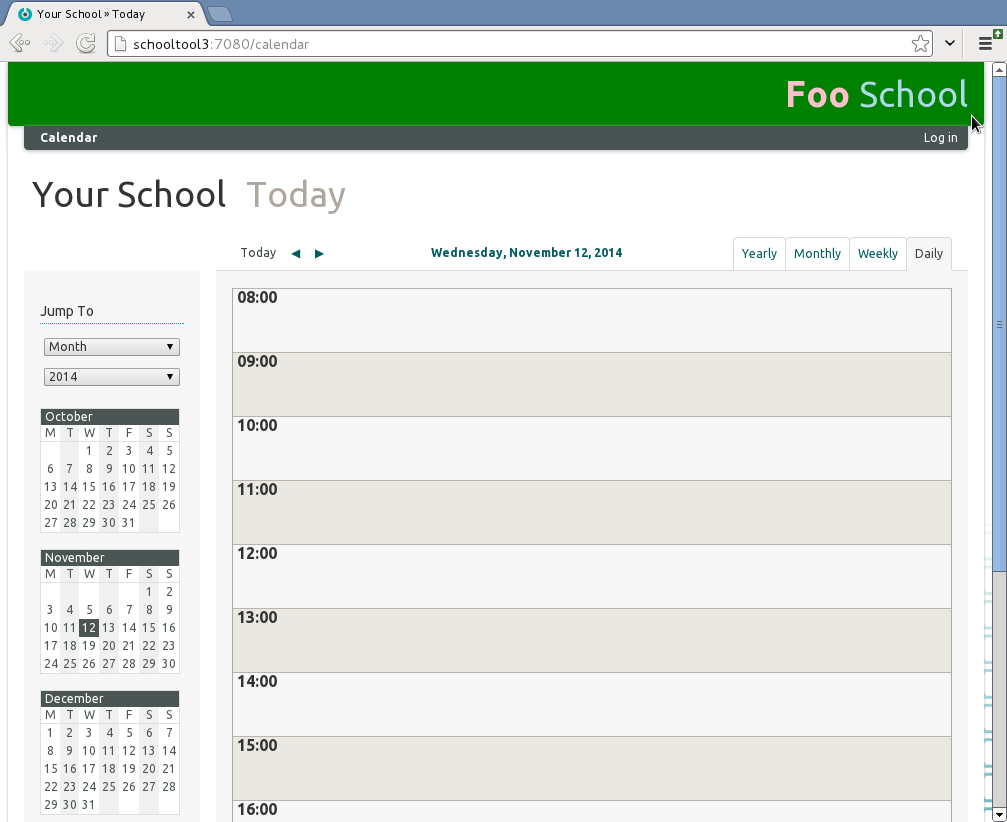 Your School » Today
schooltool3:7080/calendar
Foo School
Calendar Log in
Your School Today
Today ◀ ▶ Wednesday, November 12, 2014 Yearly Monthly Weekly Daily
Jump To
Month
2014
October
M T W T F S S
1 2 3 4 5
6 7 8 9 10 11 12
13 14 15 16 17 18 19
20 21 22 23 24 25 26
27 28 29 30 31
November
M T W T F S S
1 2
3 4 5 6 7 8 9
10 11 12 13 14 15 16
17 18 19 20 21 22 23
24 25 26 27 28 29 30
December
M T W T F S S
1 2 3 4 5 6 7
8 9 10 11 12 13 14
15 16 17 18 19 20 21
22 23 24 25 26 27 28
29 30 31
08:00
09:00
10:00
11:00
12:00
13:00
14:00
15:00
16:00